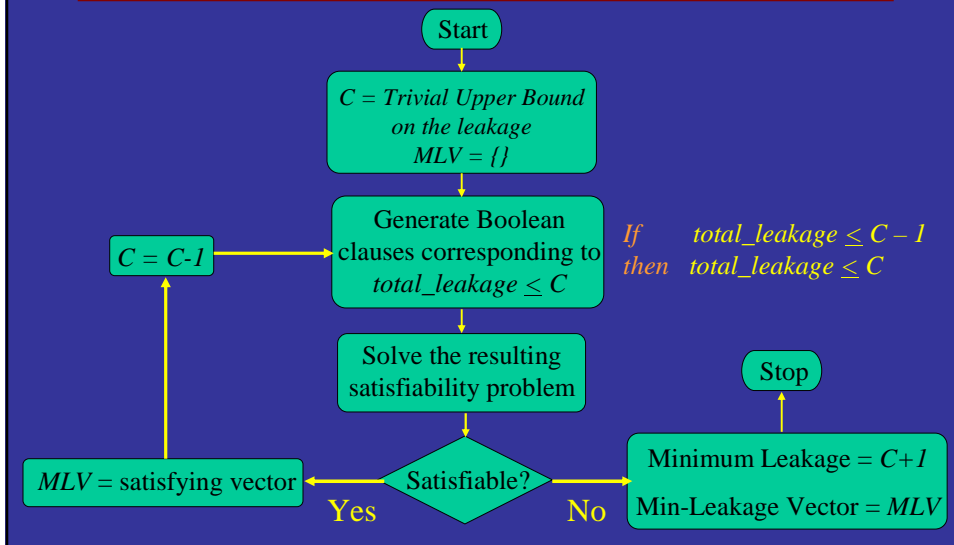 Start
C = Trivial Upper Bound
on the leakage
MLV = {}
Generate Boolean
clauses corresponding to
total_leakage ≤ C
C = C-1
If total_leakage ≤ C – 1
then total_leakage ≤ C
Solve the resulting
satisfiability problem
Stop
Satisfiable?
MLV = satisfying vector
Yes
No
Minimum Leakage = C+1
Min-Leakage Vector = MLV